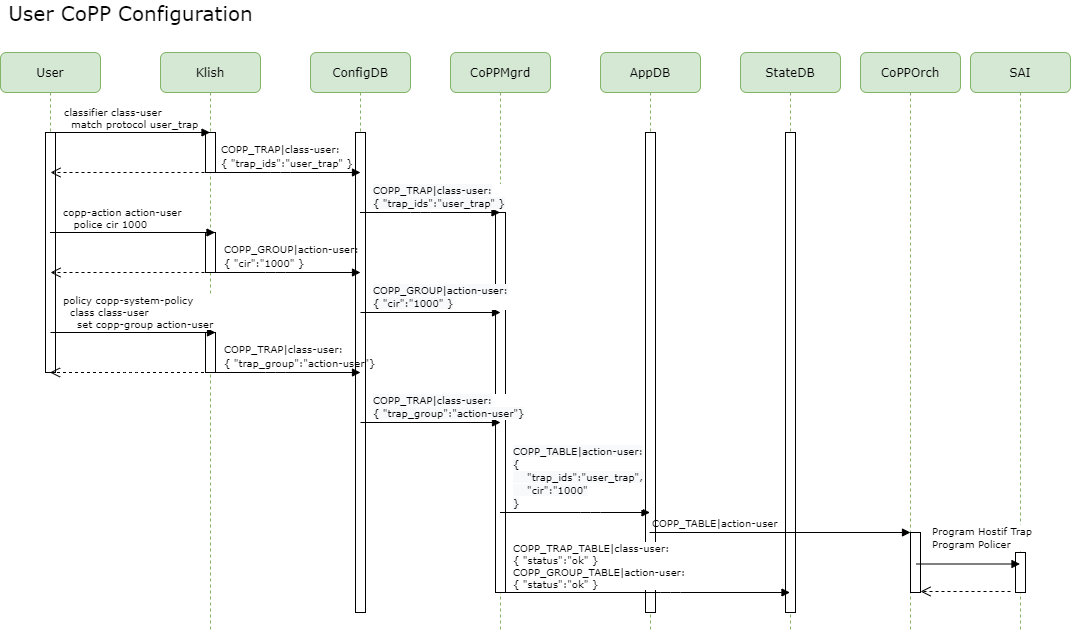 User CoPP Configuration
User
Klish
ConfigDB
CoPPMgrd
AppDB
StateDB
CoPPOrch
SAI
classifier class-user
match protocol user_trap
COPP_TRAP|class-user:
{ "trap_ids":"user_trap" }
COPP_TRAP|class-user:
{ "trap_ids":"user_trap" }
copp-action action-user
police cir 1000
COPP_GROUP|action-user:
{ "cir":"1000" }
COPP_GROUP|action-user:
{ "cir":"1000" }
policy copp-system-policy
class class-user
set copp-group action-user
COPP_TRAP|class-user:
{ "trap_group":"action-user"}
COPP_TRAP|class-user:
{ "trap_group":"action-user"}
COPP_TABLE|action-user:
{
"trap_ids":"user_trap",
"cir":"1000"
}
COPP_TABLE|action-user
Program Hostif Trap
Program Policer
COPP_TRAP_TABLE|class-user:
{ "status":"ok" }
COPP_GROUP_TABLE|action-user:
{ "status":"ok" }